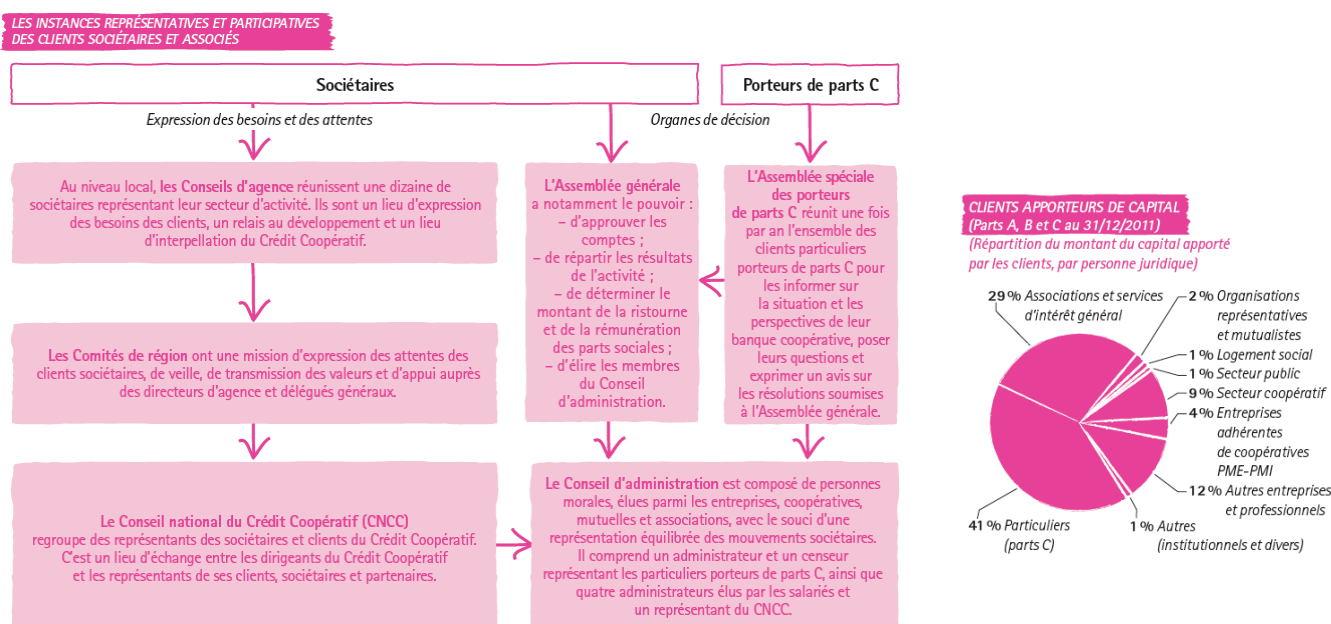 LES INSTANCES REPRÉSENTATIVES ET PARTICIPATIVES
DES CLIENTS SOCIÉTAIRES ET ASSOCIÉS
Sociétaires
Porteurs de parts C
Expression des besoins et des attentes
Organes de décision
Au niveau local, les Conseils d'agence réunissent une dizaine de
sociétaires représentant leur secteur d'activité. Ils sont un lieu d'expression
des besoins des clients, un relais au développement et un lieu
d'interpellation du Crédit Coopératif.
Les Comités de région ont une mission d'expression des attentes des
clients sociétaires, de veille, de transmission des valeurs et d'appui auprès
des directeurs d'agence et délégués généraux.
Le Conseil national du Crédit Coopératif (CNCC)
regroupe des représentants des sociétaires et clients du Crédit Coopératif.
C'est un lieu d'échange entre les dirigeants du Crédit Coopératif
et les représentants de ses clients, sociétaires et partenaires.
L'Assemblée générale
a notamment le pouvoir :
– d'approuver les
comptes ;
– de répartir les résultats
de l'activité ;
– de déterminer le
montant de la ristourne
et de la rémunération
des parts sociales ;
– d'élire les membres
du Conseil
d'administration.
L'Assemblée spéciale
des porteurs
de parts C réunit une fois
par an l'ensemble des
clients particuliers
porteurs de parts C pour
les informer sur
la situation et les
perspectives de leur
banque coopérative, poser
leurs questions et
exprimer un avis sur
les résolutions soumises
à l'Assemblée générale.
Le Conseil d'administration est composé de personnes
morales, élues parmi les entreprises, coopératives,
mutuelles et associations, avec le souci d'une
représentation équilibrée des mouvements sociétaires.
Il comprend un administrateur et un censeur
représentant les particuliers porteurs de parts C, ainsi que
quatre administrateurs élus par les salariés et
un représentant du CNCC.
CLIENTS APPORTEURS DE CAPITAL
(Parts A, B et C au 31/12/2011)
(Répartition du montant du capital apporté
par les clients, par personne juridique)
29 % Associations et services
d'intérêt général
2 % Organisations
représentatives
et mutualistes
1 % Logement social
1 % Secteur public
9 % Secteur coopératif
4 % Entreprises
adhérentes
de coopératives
PME-PMI
12 % Autres entreprises
et professionnels
1 % Autres
(institutionnels et divers)
41 % Particuliers
(parts C)